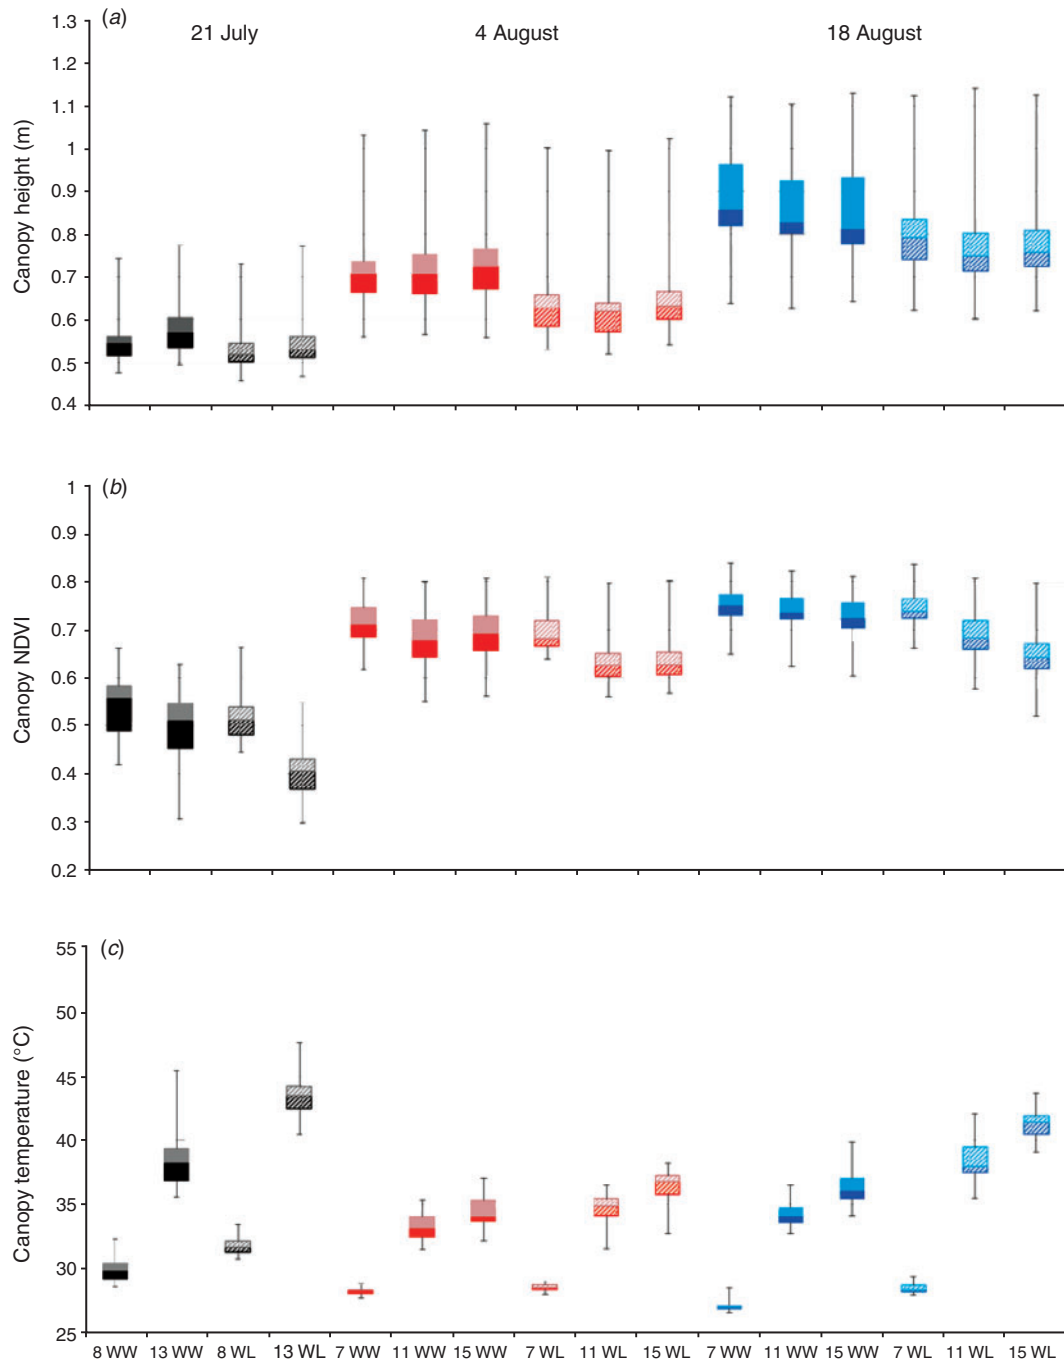 (a)
21 July
4 August
18 August
Canopy height (m)
1.3
1.2
1.1
1
0.9
0.8
0.7
0.6
0.5
0.4
(b)
Canopy NDVI
1
0.9
0.8
0.7
0.6
0.5
0.4
0.3
0.2
(c)
Canopy temperature (°C)
55
50
45
40
35
30
25
8 WW 13 WW 8 WL 13 WL 7 WW 11 WW 15 WW 7 WL 11 WL 15 WL 7 WW 11 WW 15 WW 7 WL 11 WL 15 WL